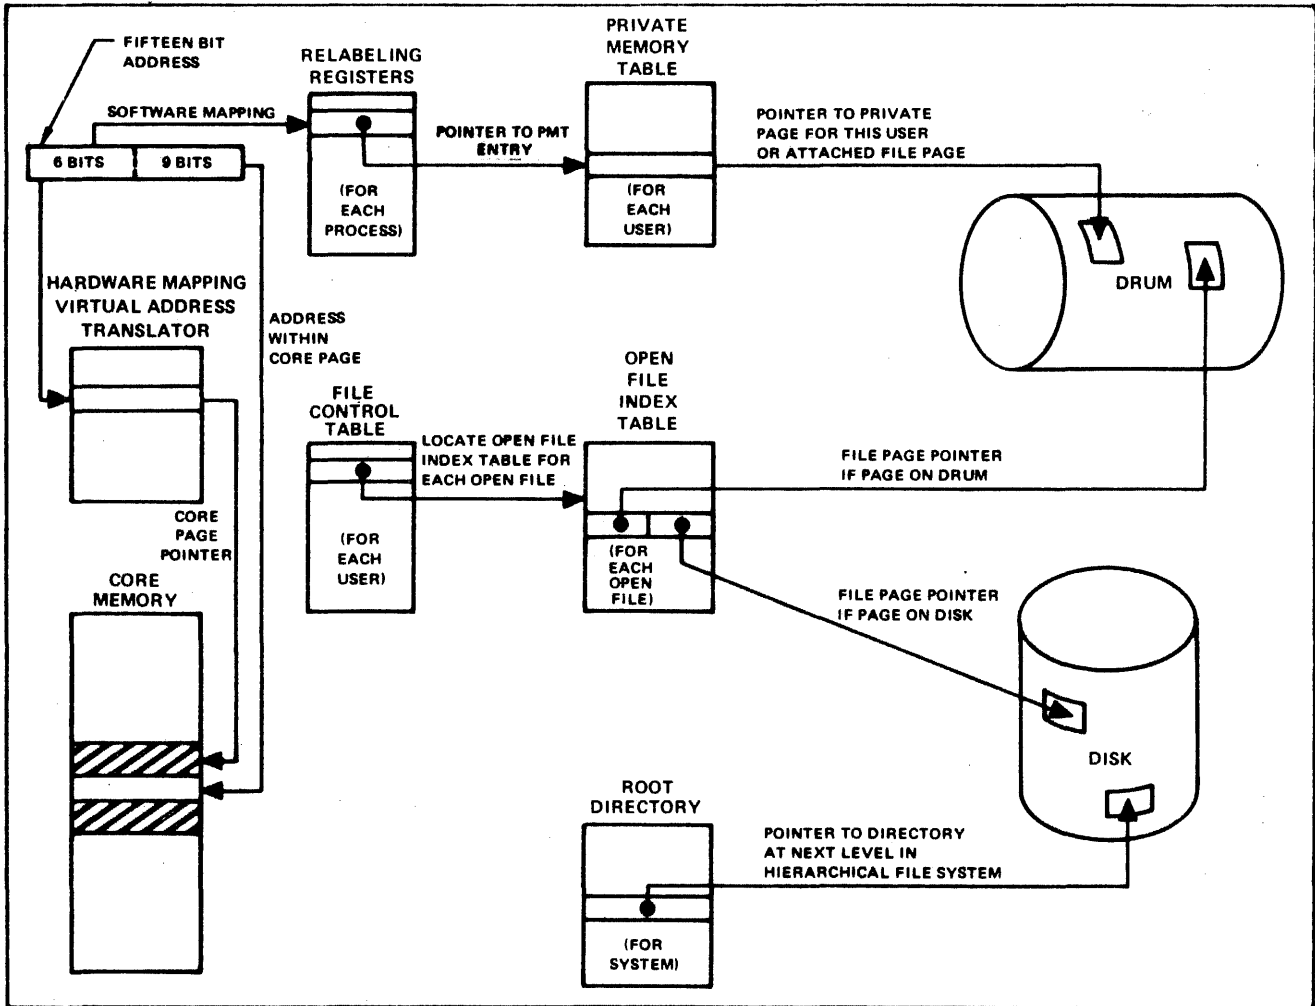 FIFTEEN BIT
ADDRESS
SOFTWARE MAPPING
6 BITS
9 BITS
RELABELING
REGISTERS
(FOR
EACH
PROCESS)
POINTER TO PMT
ENTRY
PRIVATE
MEMORY
TABLE
(FOR
EACH
USER)
POINTER TO PRIVATE
PAGE FOR THIS USER
OR ATTACHED FILE PAGE
DRUM
HARDWARE MAPPING
VIRTUAL ADDRESS
TRANSLATOR
ADDRESS
WITHIN
CORE PAGE
FILE
CONTROL
TABLE
(FOR
EACH
USER)
LOCATE OPEN FILE
INDEX TABLE FOR
EACH OPEN FILE
OPEN
FILE
INDEX
TABLE
(FOR
EACH
OPEN
FILE)
FILE PAGE POINTER
IF PAGE ON DRUM
CORE
PAGE
POINTER
CORE
MEMORY
FILE PAGE POINTER
IF PAGE ON DISK
DISK
ROOT
DIRECTORY
(FOR
SYSTEM)
POINTER TO DIRECTORY
AT NEXT LEVEL IN
HIERARCHICAL FILE SYSTEM